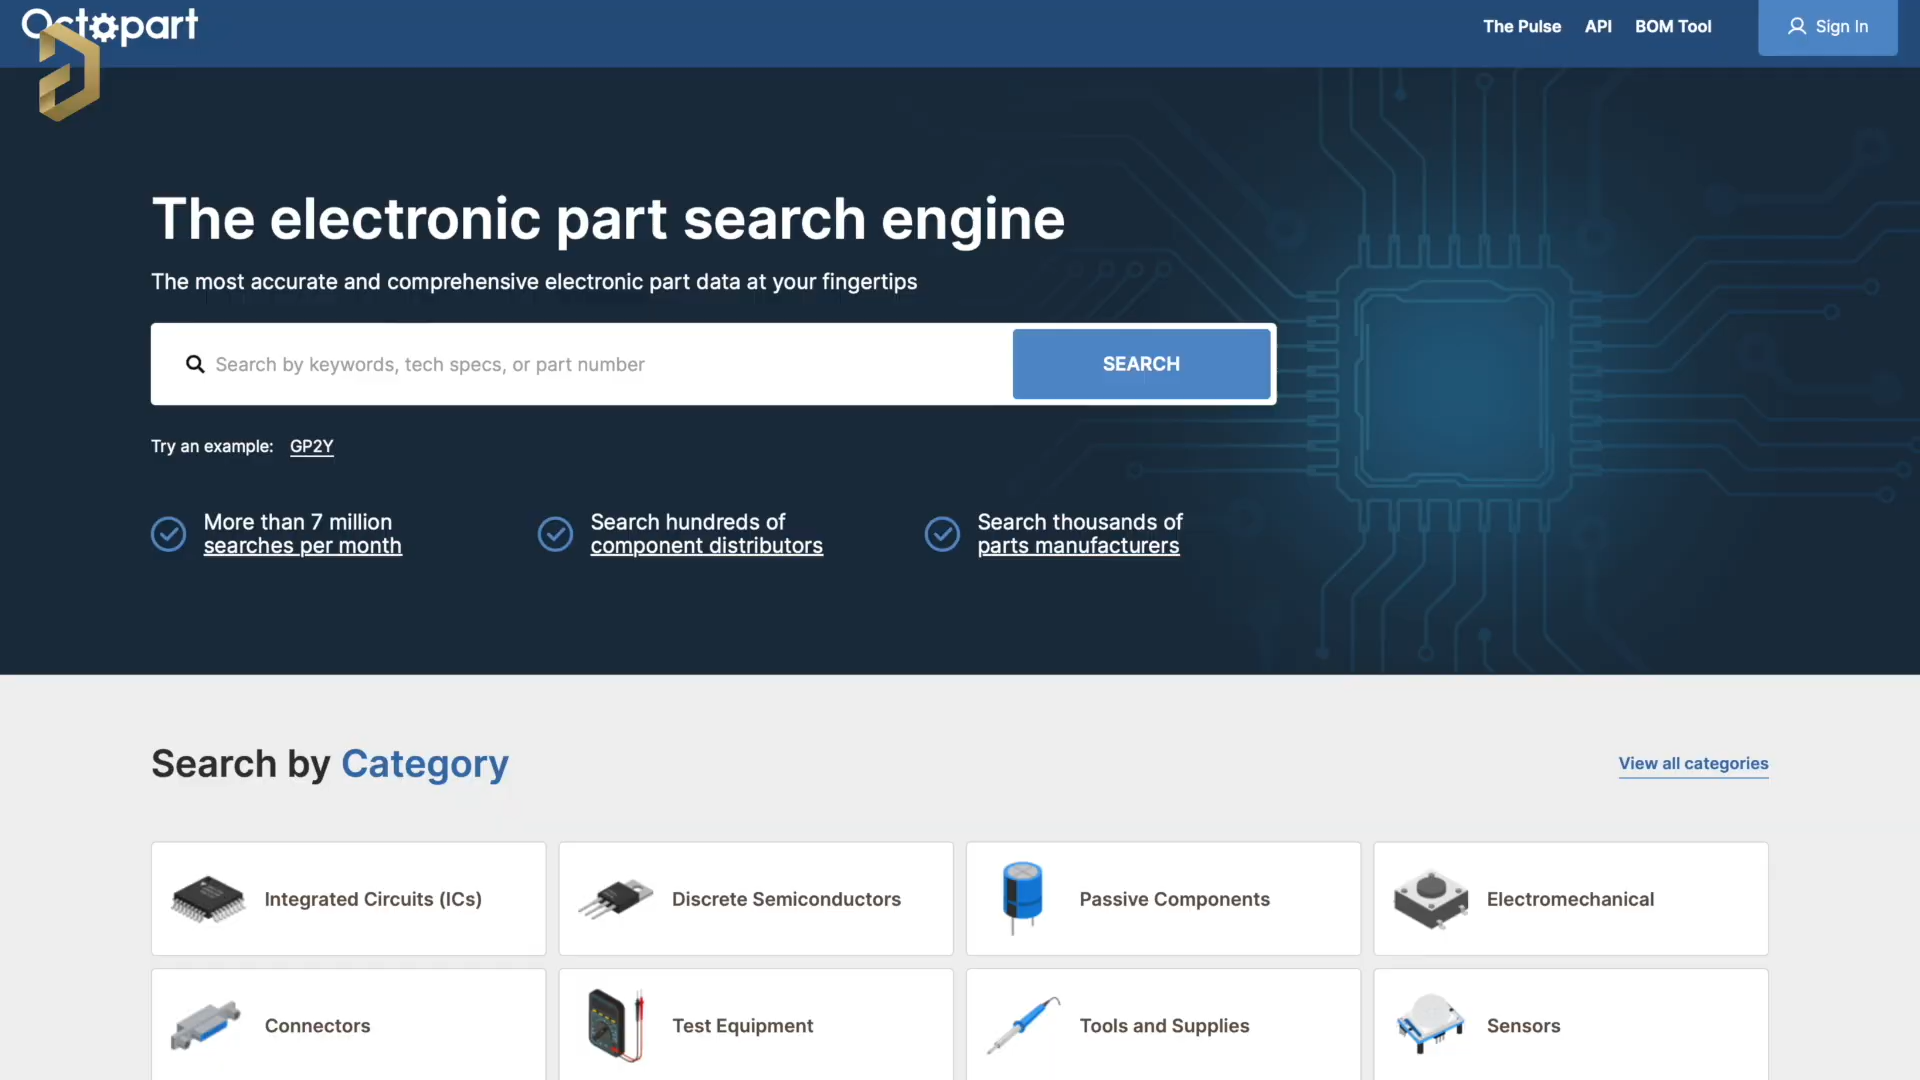 Octopart
The Pulse
API
BOM Tool
Sign In
The electronic part search engine
The most accurate and comprehensive electronic part data at your fingertips
Search by keywords, tech specs, or part number
SEARCH
Try an example: GP2Y
More than 7 million
searches per month
Search hundreds of
component distributors
Search thousands of
parts manufacturers
Search by Category
View all categories
Integrated Circuits (ICs)
Discrete Semiconductors
Passive Components
Electromechanical
Connectors
Test Equipment
Tools and Supplies
Sensors